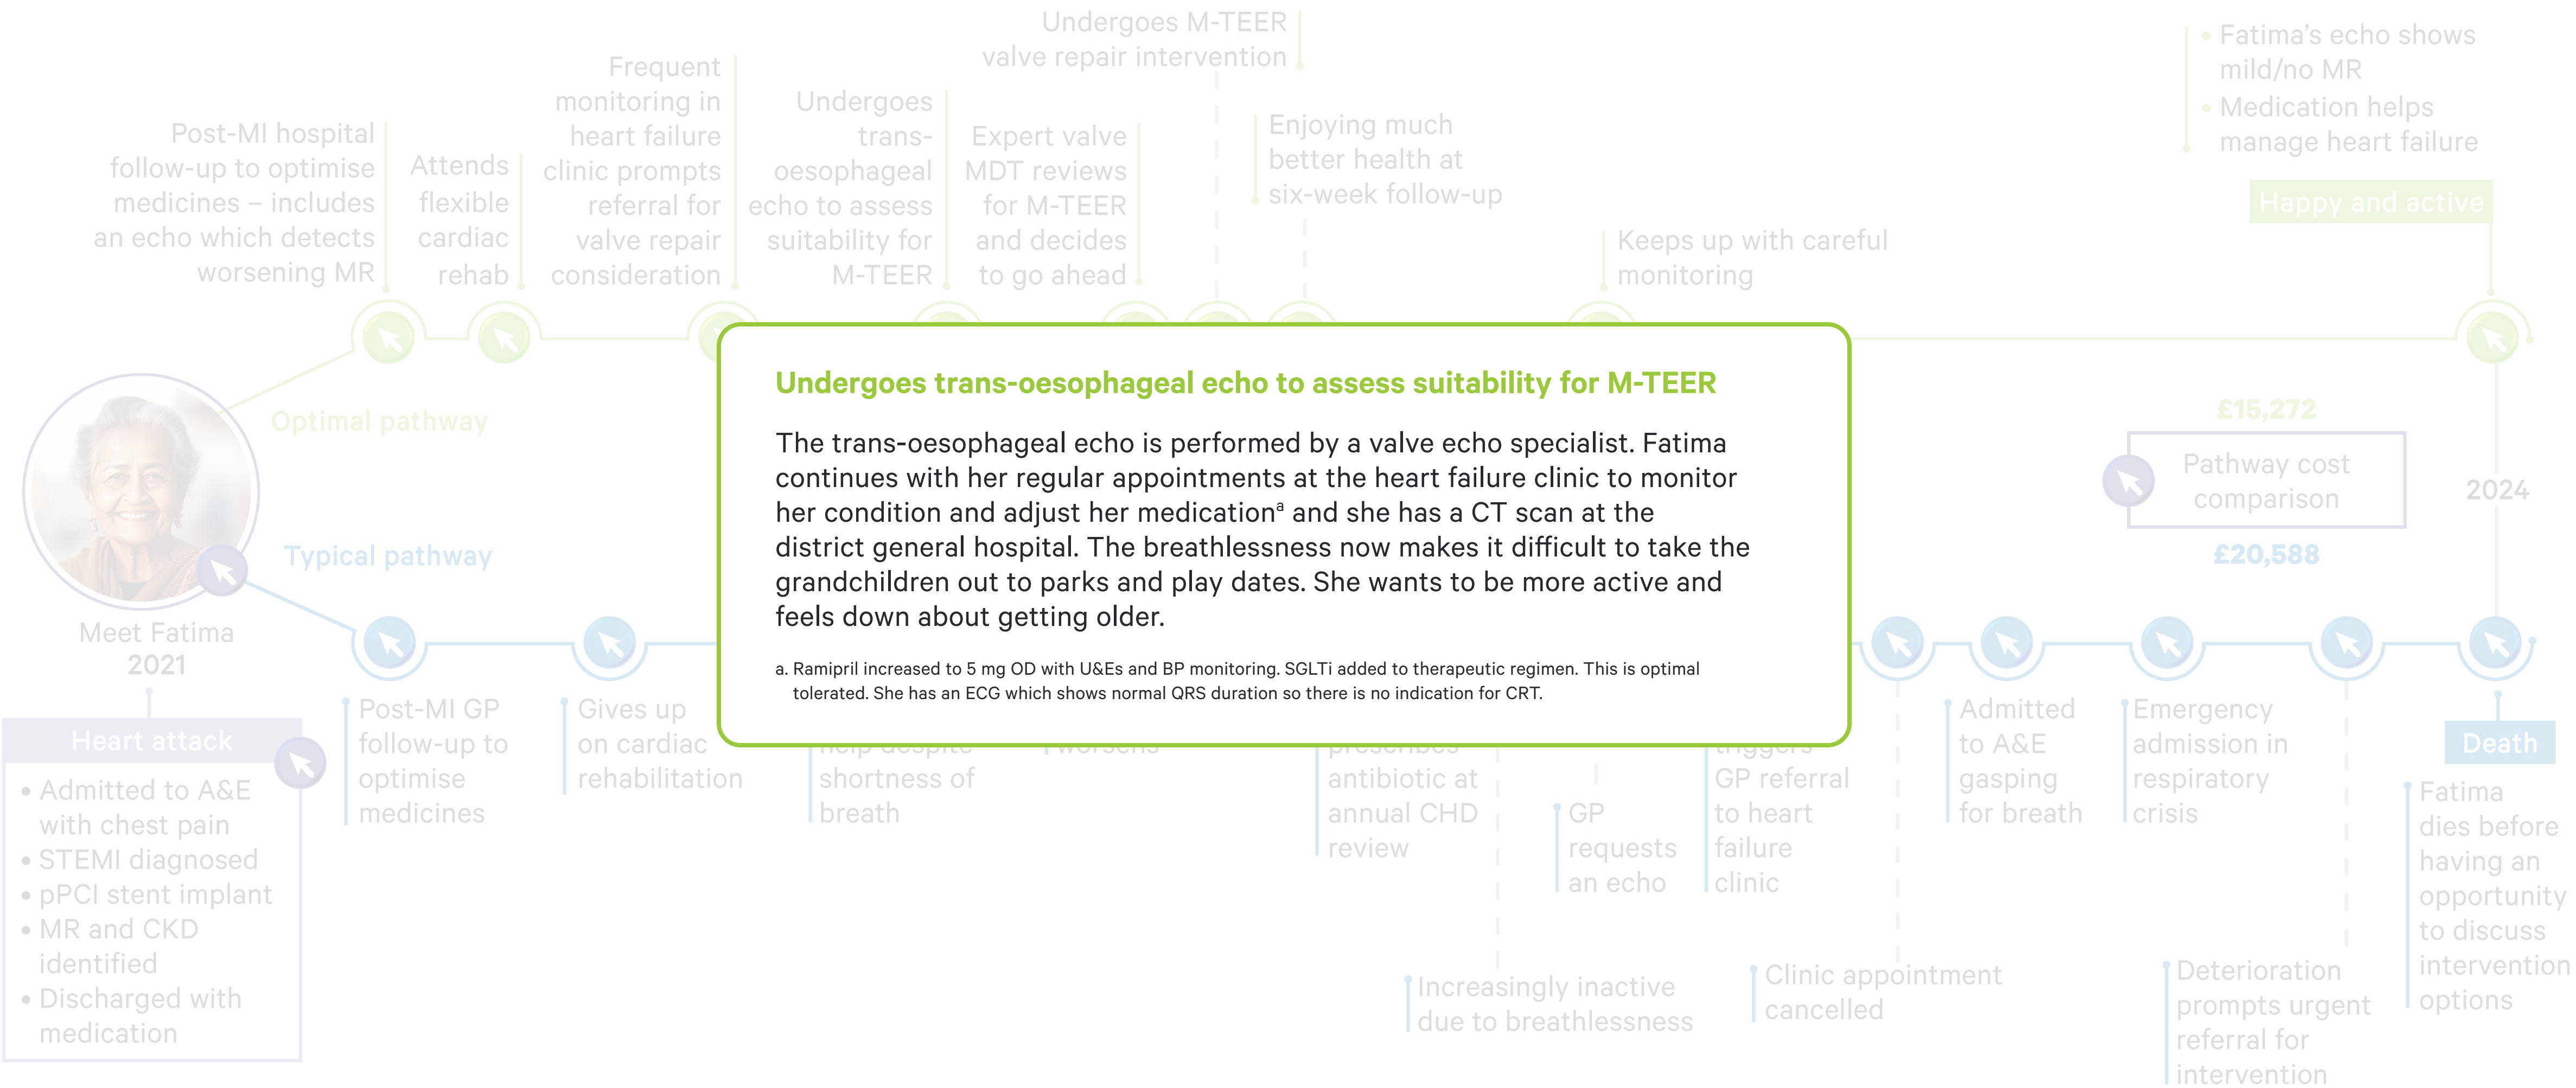 Undergoes M-TEER
valve repair intervention
Frequent
monitoring in
heart failure
clinic prompts
referral for
valve repair
consideration
Post-MI hospital
follow-up to optimise
medicines – includes
an echo which detects
worsening MR
Attends
flexible
cardiac
rehab
Undergoes
trans-
oesophageal
echo to assess
suitability for
M-TEER
Expert valve
MDT reviews
for M-TEER
and decides
to go ahead
Enjoying much
better health at
six-week follow-up
Keeps up with careful
monitoring
• Fatima's echo shows
mild/no MR
• Medication helps
manage heart failure
Happy and active
Optimal pathway
Typical pathway
Meet Fatima
2021
Heart attack
• Admitted to A&E
with chest pain
• STEMI diagnosed
• pPCI stent implant
• MR and CKD
identified
• Discharged with
medication
Undergoes trans-oesophageal echo to assess suitability for M-TEER
The trans-oesophageal echo is performed by a valve echo specialist. Fatima
continues with her regular appointments at the heart failure clinic to monitor
her condition and adjust her medicationᵃ and she has a CT scan at the
district general hospital. The breathlessness now makes it difficult to take the
grandchildren out to parks and play dates. She wants to be more active and
feels down about getting older.
a. Ramipril increased to 5 mg OD with U&Es and BP monitoring. SGLTi added to therapeutic regimen. This is optimal
tolerated. She has an ECG which shows normal QRS duration so there is no indication for CRT.
£15,272
Pathway cost
comparison
£20,588
2024
Post-MI GP
follow-up to
optimise
medicines
Gives up
on cardiac
rehabilitation
help despite
shortness of
breath
worsens
prescribes
antibiotic at
annual CHD
review
Increasingly inactive
due to breathlessness
GP
requests
an echo
triggers
GP referral
to heart
failure
clinic
Clinic appointment
cancelled
Admitted
to A&E
gasping
for breath
Emergency
admission in
respiratory
crisis
Deterioration
prompts urgent
referral for
intervention
Death
Fatima
dies before
having an
opportunity
to discuss
intervention
options